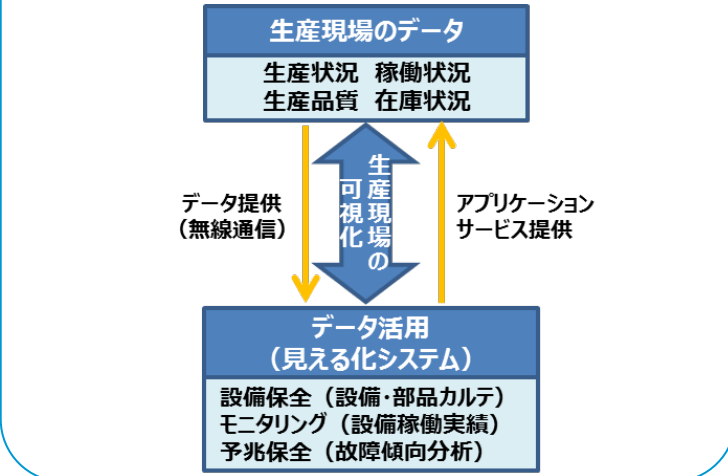 生産現場のデータ
生産状況 稼働状況
生産品質 在庫状況
データ提供
（無線通信）
生産現場の
可視化
アプリケーション
サービス提供
データ活用
（見える化システム）
設備保全（設備・部品カルテ）
モニタリング（設備稼働実績）
予兆保全（故障傾向分析）